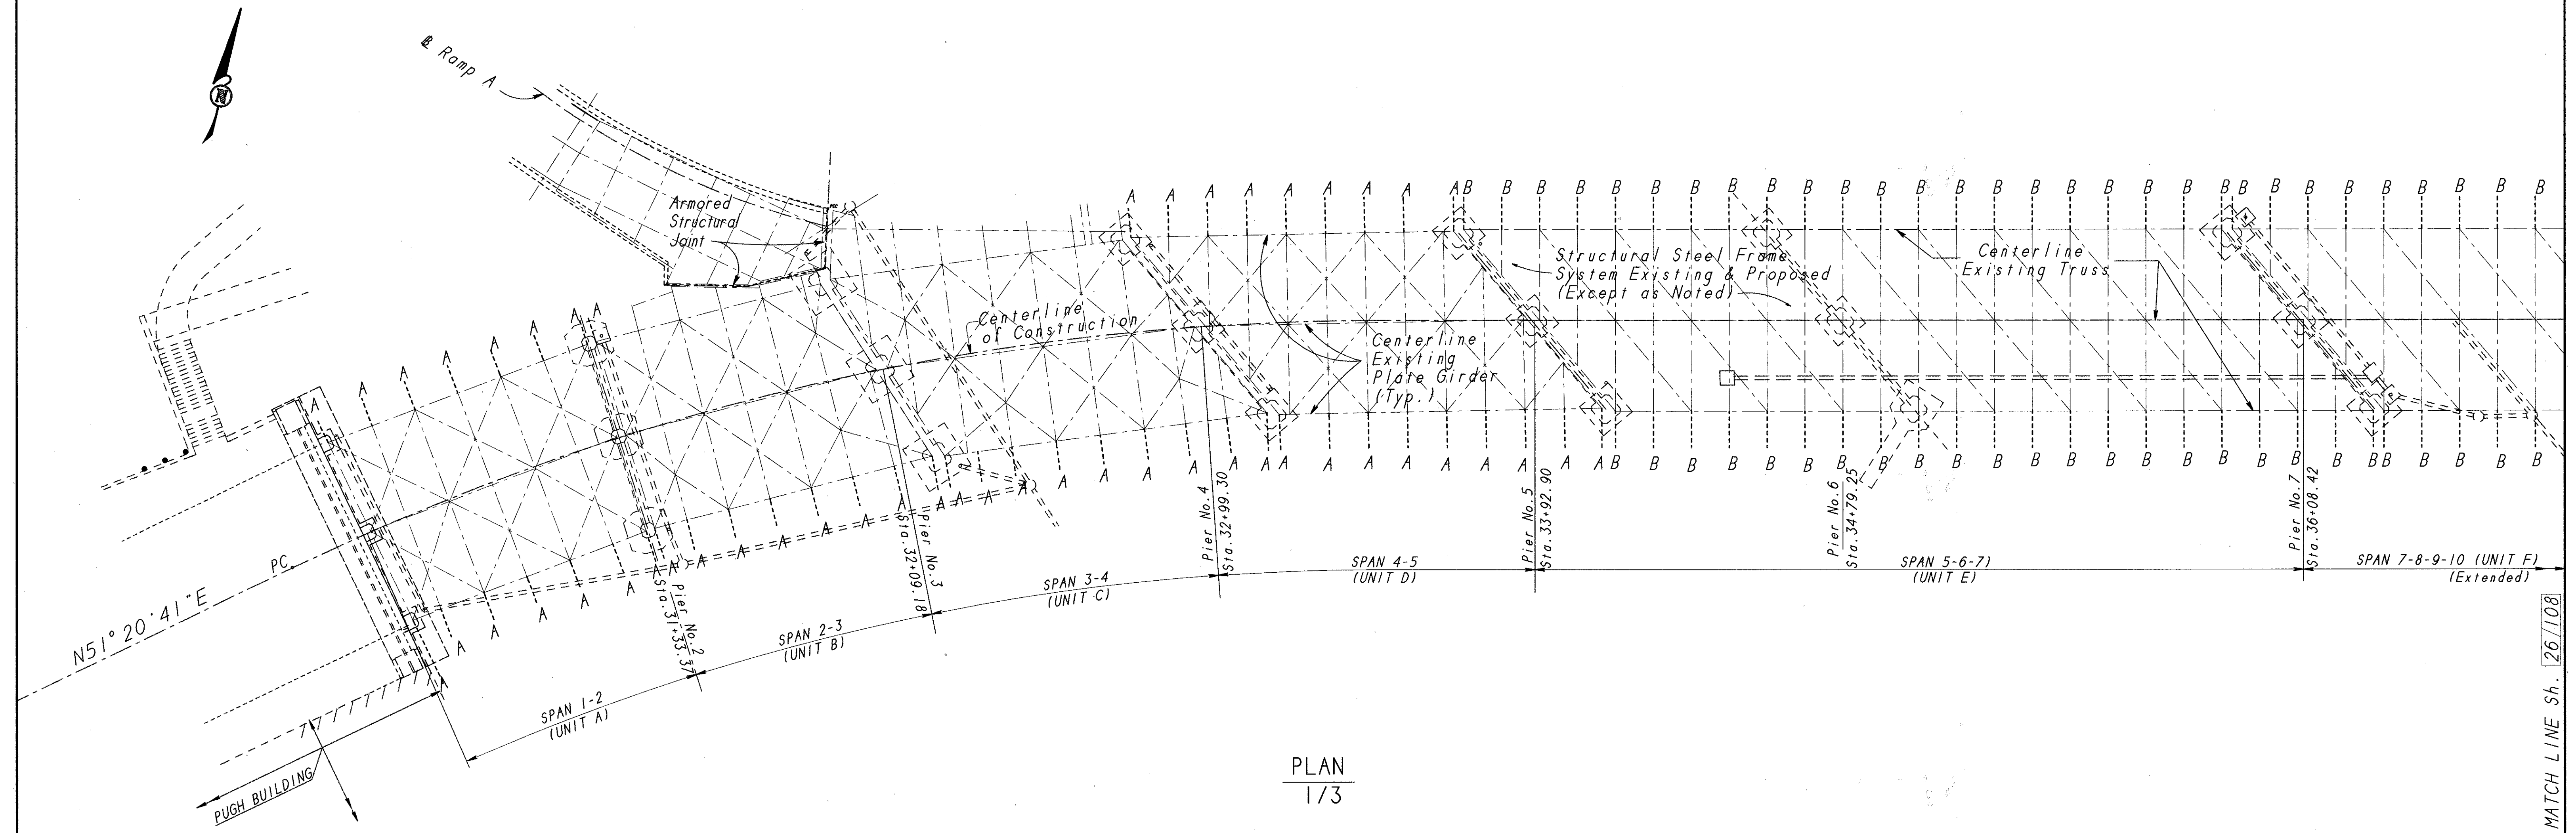 N
℄ Ramp A
Armored
Structural
Joint
PCC
E
A A A A A A A A A B B B B B B B B B B B B B B B B B B B B B B B B B B B B B B
Structural Steel Frame
System Existing & Proposed
(Except as Noted)
Centerline
Existing Truss
Centerline
of Construction
Centerline
Existing
Plate Girder
(Typ.)
A A A A A A A A
PC.
N51°20'41"E
A A A A A A A A A A A A A A A A A A A A A A A A A A A A A A A A
B B B B B B B B B B B B B B B B B B B B B B B B B B
Pier No.2
Sta.31+33.37
Pier No.3
Sta.32+09.18
Pier No.4
Sta.32+99.30
Pier No.5
Sta.33+92.90
Pier No.6
Sta.34+79.25
Pier No.7
Sta.36+08.42
SPAN 1-2
(UNIT A)
SPAN 2-3
(UNIT B)
SPAN 3-4
(UNIT C)
SPAN 4-5
(UNIT D)
SPAN 5-6-7)
(UNIT E)
SPAN 7-8-9-10 (UNIT F)
(Extended)
PUGH BUILDING
PLAN
1/3
MATCH LINE Sh. 26/108